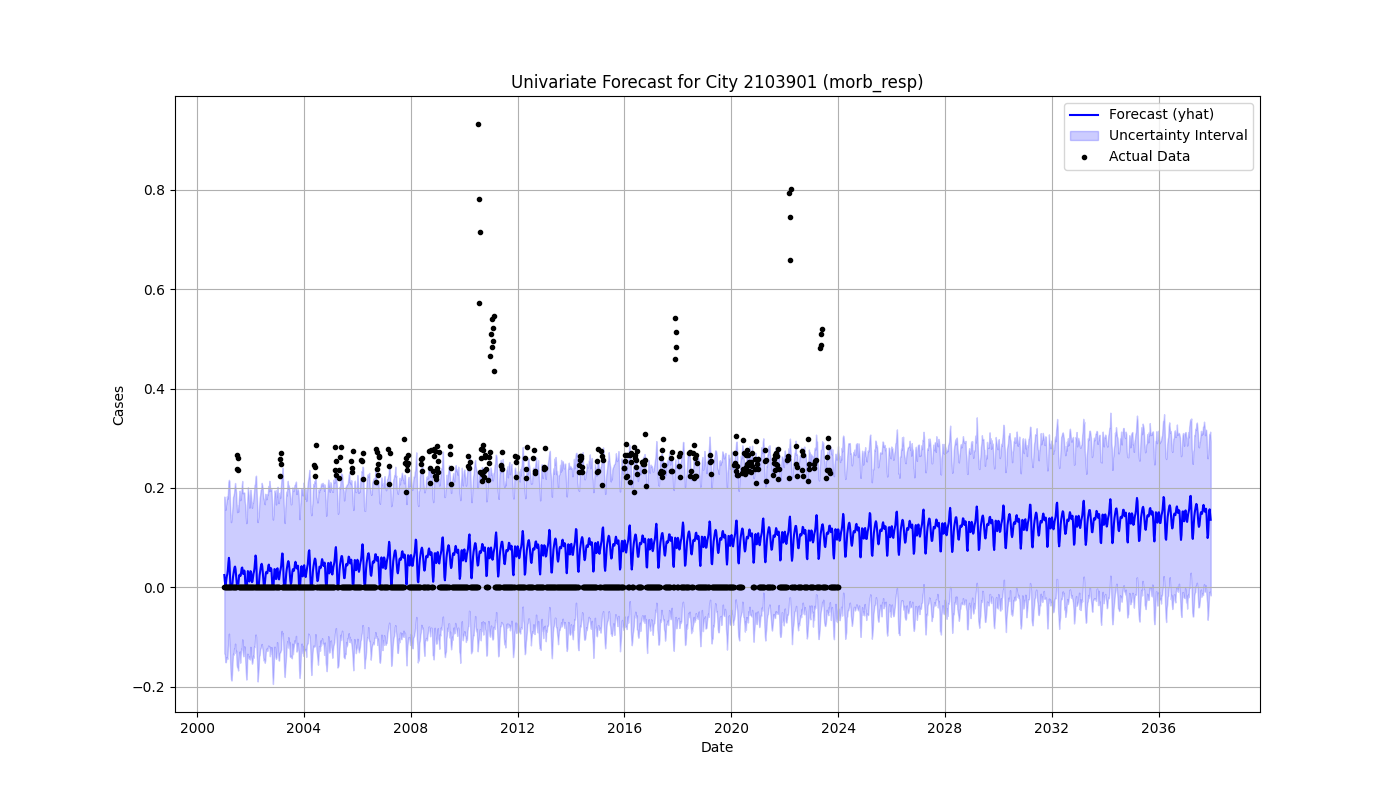 Univariate Forecast for City 2103901 (morb_resp)
Forecast (yhat)
Uncertainty Interval
Actual Data
Cases
0.8
0.6
0.4
0.2
0.0
−0.2
2000 2004 2008 2012 2016 2020 2024 2028 2032 2036
Date